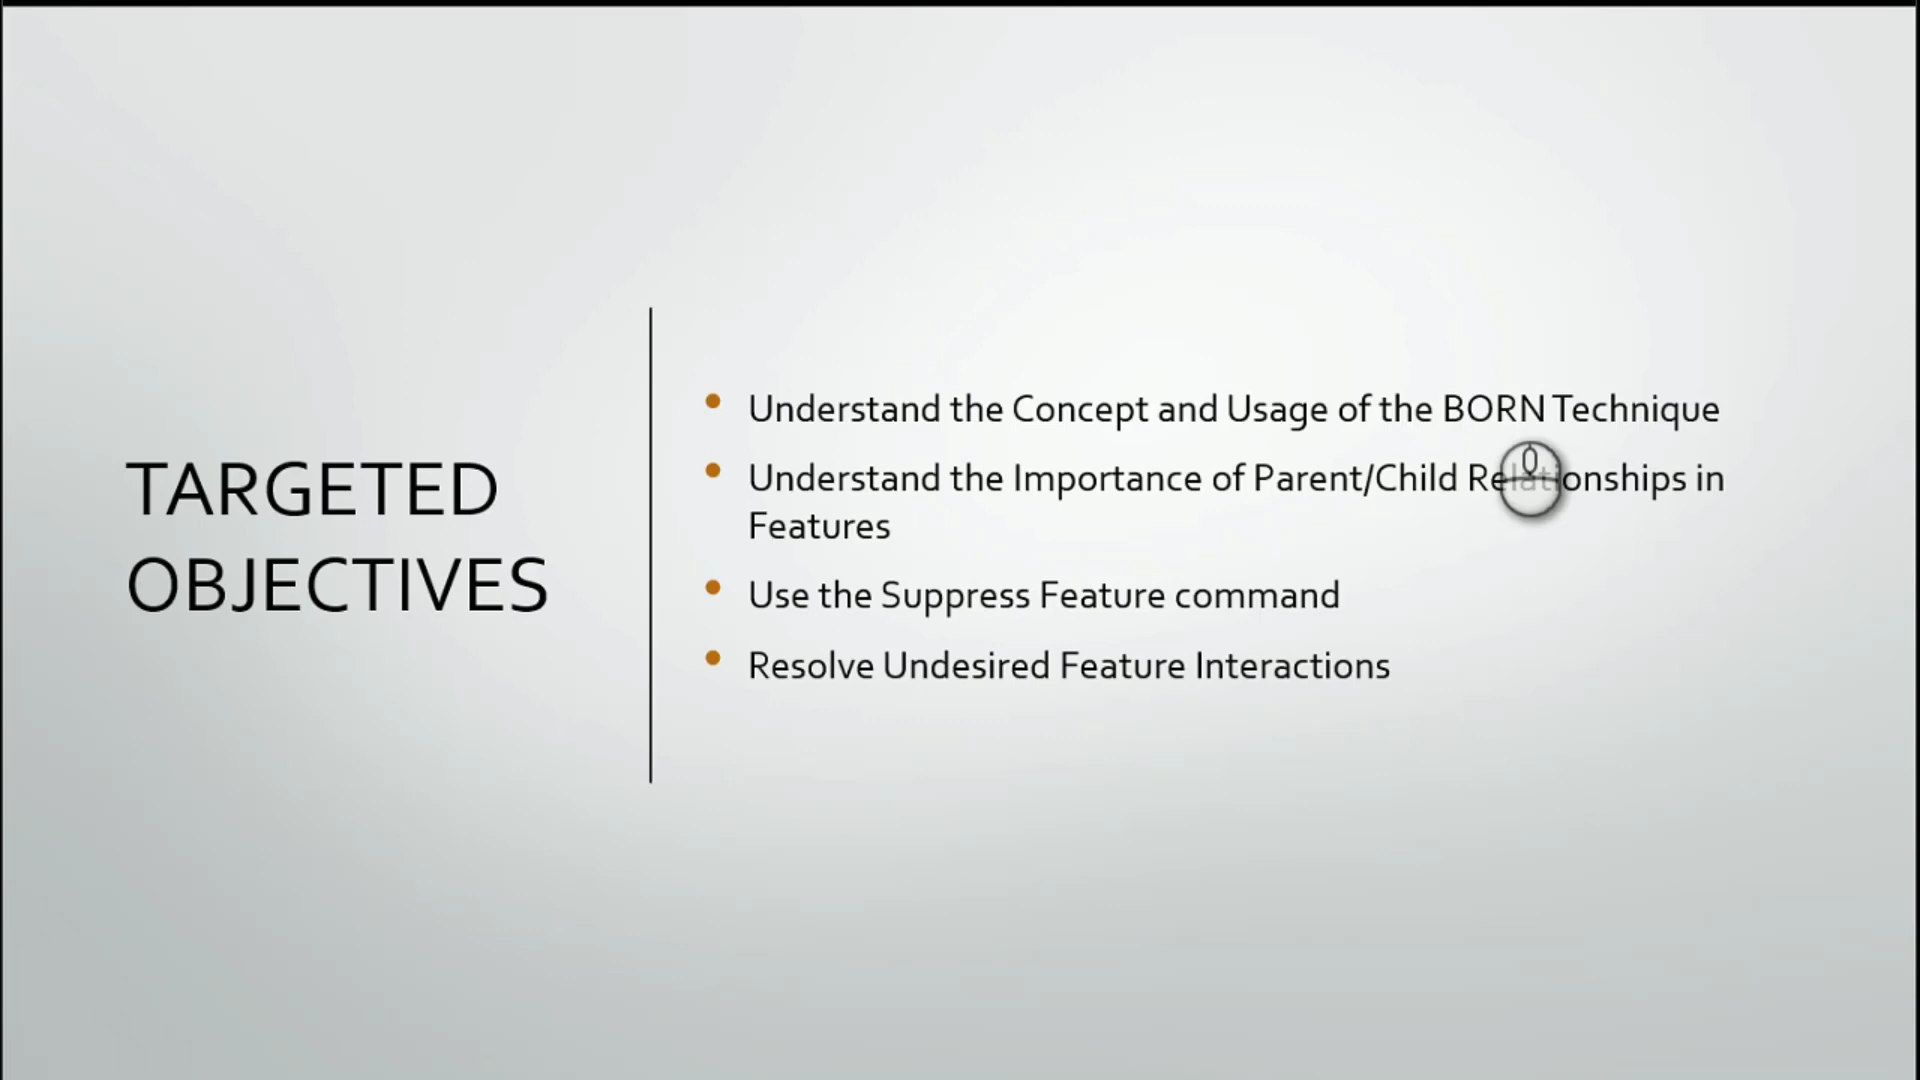 TARGETED
OBJECTIVES
Understand the Concept and Usage of the BORN Technique
Understand the Importance of Parent/Child Relationships in
Features
Use the Suppress Feature command
Resolve Undesired Feature Interactions